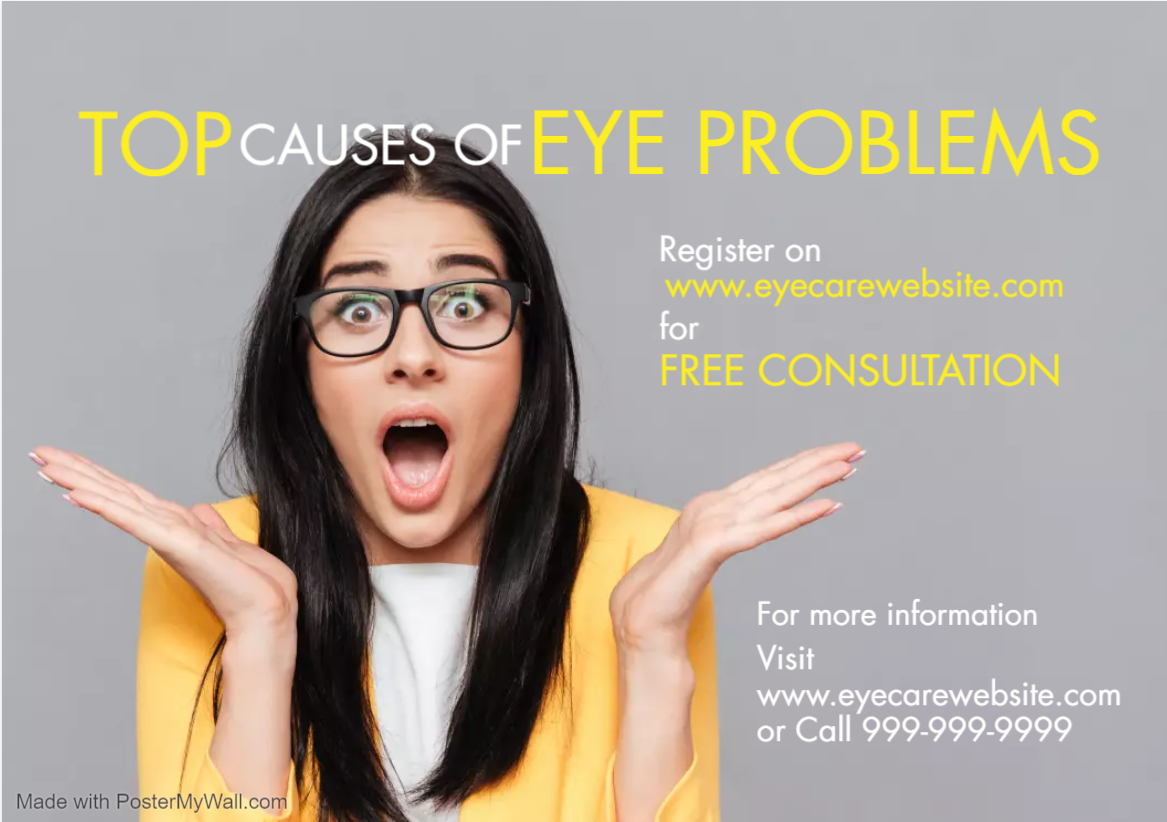 TOP CAUSES OF EYE PROBLEMS
Register on
www.eyecarewebsite.com
for
FREE CONSULTATION
For more information
Visit
www.eyecarewebsite.com
or Call 999-999-9999
Made with PosterMyWall.com